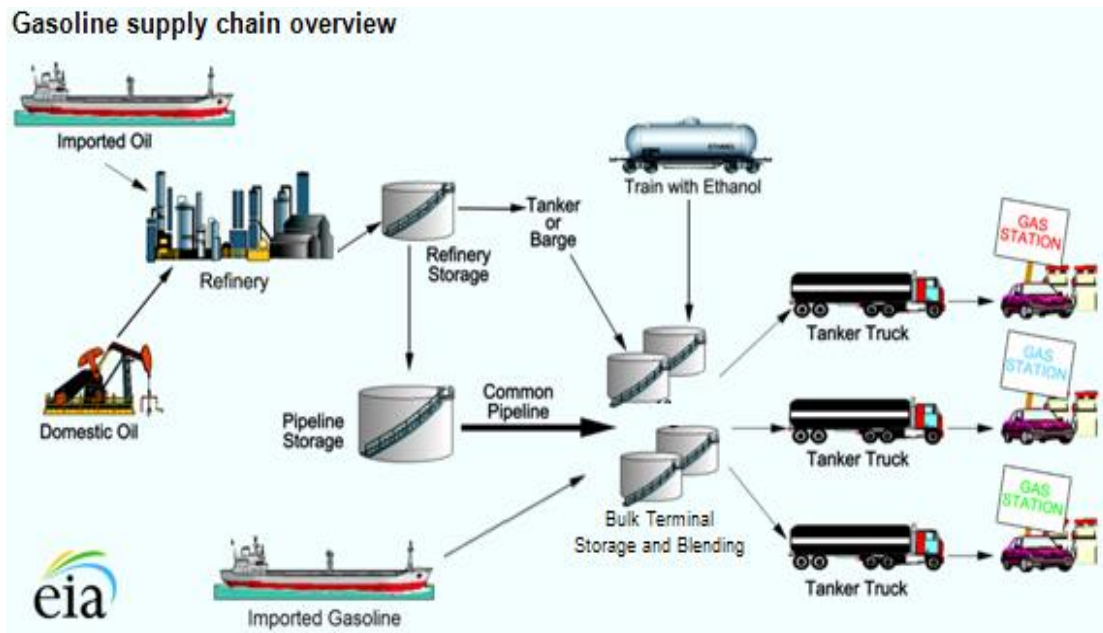 Gasoline supply chain overview
Imported Oil
ETHANOL
Train with Ethanol
Refinery
Refinery
Storage
Tanker
or
Barge
GAS
STATION
Tanker Truck
Domestic Oil
Pipeline
Storage
Common
Pipeline
GAS
STATION
Tanker Truck
Bulk Terminal
Storage and Blending
GAS
STATION
Tanker Truck
eia
Imported Gasoline